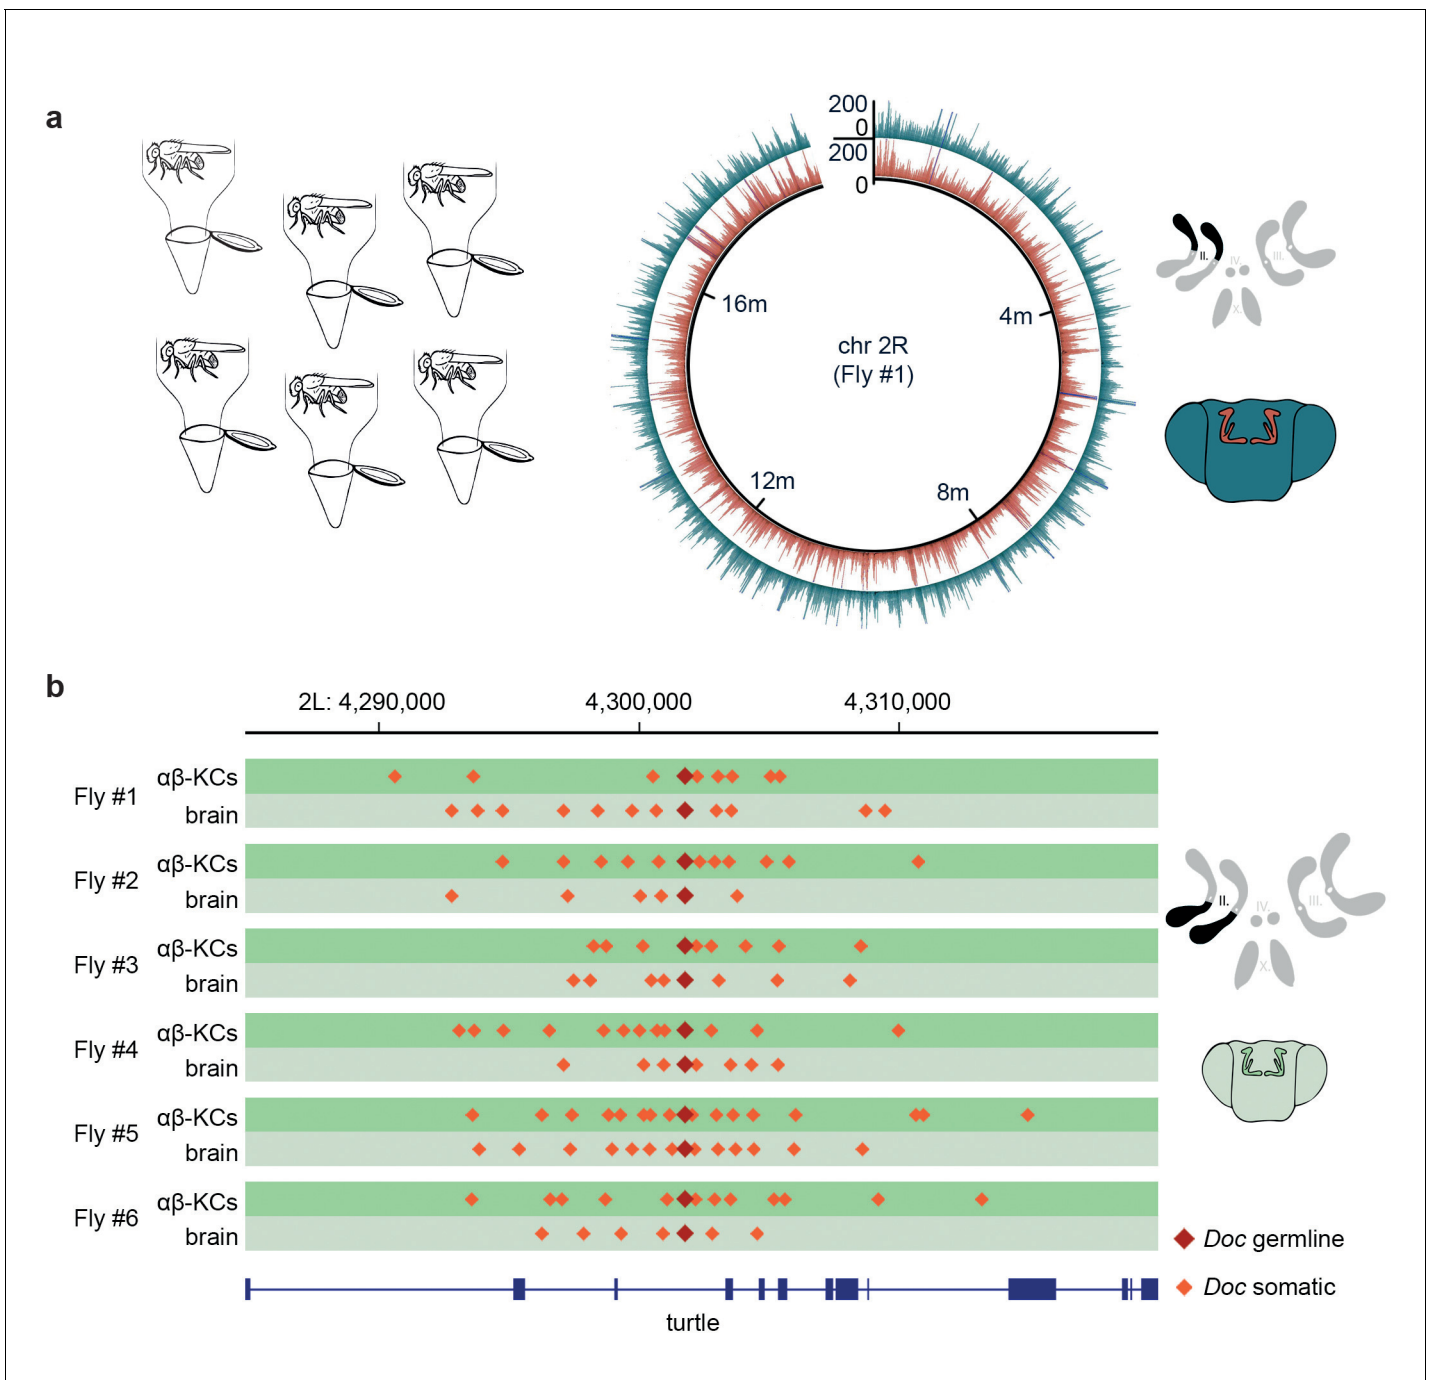 a
200
0
200
0
16m
4m
chr 2R
(Fly #1)
12m
8m
II.
IV.
III.
X.
b
2L: 4,290,000
4,300,000
4,310,000
Fly #1
αβ-KCs
brain
Fly #2
αβ-KCs
brain
Fly #3
αβ-KCs
brain
Fly #4
αβ-KCs
brain
Fly #5
αβ-KCs
brain
Fly #6
αβ-KCs
brain
II.
IV.
III.
X.
Doc germline
Doc somatic
turtle